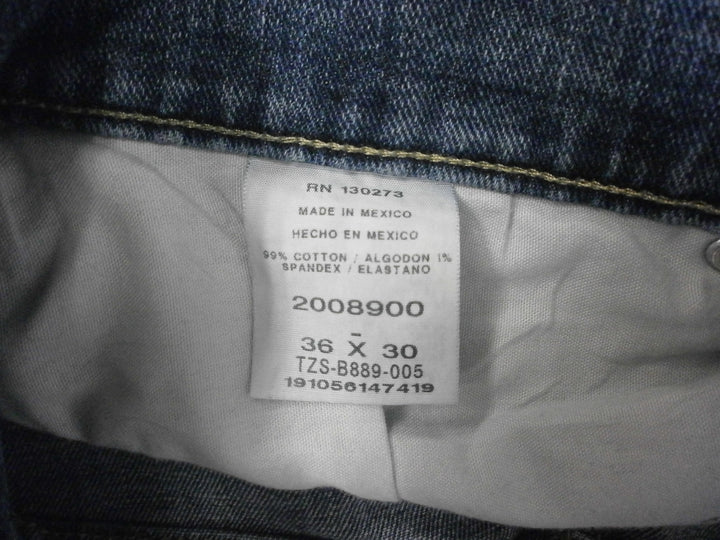 RN 130273
MADE IN MEXICO
HECHO EN MEXICO
99% COTTON / ALGODON 1%
SPANDEX / ELASTANO
2008900
-
36 X 30
TZS-B889-005
191056147419